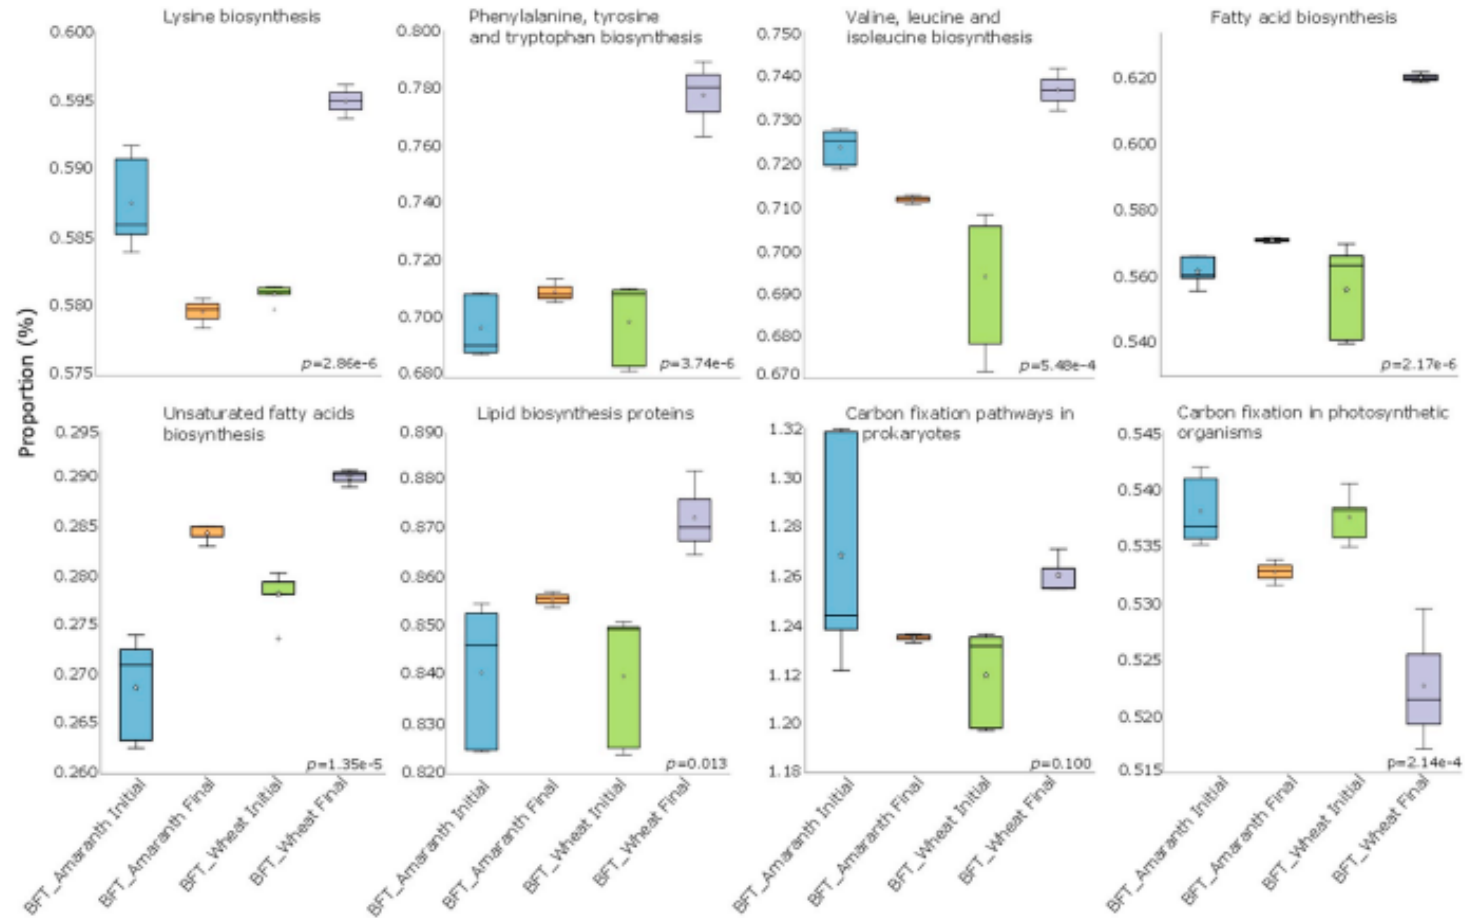 Proportion (%)
Lysine biosynthesis
0.600
0.595
0.590
0.585
0.580
0.575
p=2.86e-6
Phenylalanine, tyrosine
and tryptophan biosynthesis
0.800
0.780
0.760
0.740
0.720
0.700
0.680
p=3.74e-6
Valine, leucine and
isoleucine biosynthesis
0.750
0.740
0.730
0.720
0.710
0.700
0.690
0.680
0.670
p=5.48e-4
Fatty acid biosynthesis
0.620
0.600
0.580
0.560
0.540
p=2.17e-6
Unsaturated fatty acids
biosynthesis
0.295
0.290
0.285
0.280
0.275
0.270
0.265
0.260
p=1.35e-5
BFT_Amaranth Initial
BFT_Amaranth Final
BFT_Wheat Initial
BFT_Wheat Final
Lipid biosynthesis proteins
0.890
0.880
0.870
0.860
0.850
0.840
0.830
0.820
p=0.013
BFT_Amaranth Initial
BFT_Amaranth Final
BFT_Wheat Initial
BFT_Wheat Final
Carbon fixation pathways in
prokaryotes
1.32
1.30
1.28
1.26
1.24
1.12
1.20
1.18
p=0.100
BFT_Amaranth Initial
BFT_Amaranth Final
BFT_Wheat Initial
BFT_Wheat Final
Carbon fixation in photosynthetic
organisms
0.545
0.540
0.535
0.530
0.525
0.520
0.515
p=2.14e-4
BFT_Amaranth Initial
BFT_Amaranth Final
BFT_Wheat Initial
BFT_Wheat Final